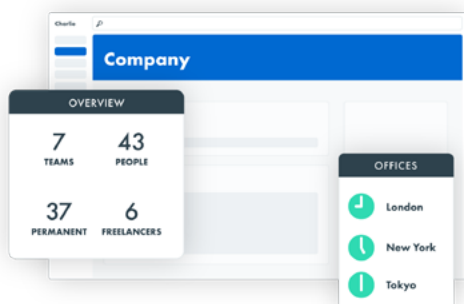 Charlie
Company
OVERVIEW
7 43
TEAMS PEOPLE
37 6
PERMANENT FREELANCERS
OFFICES
London
New York
Tokyo